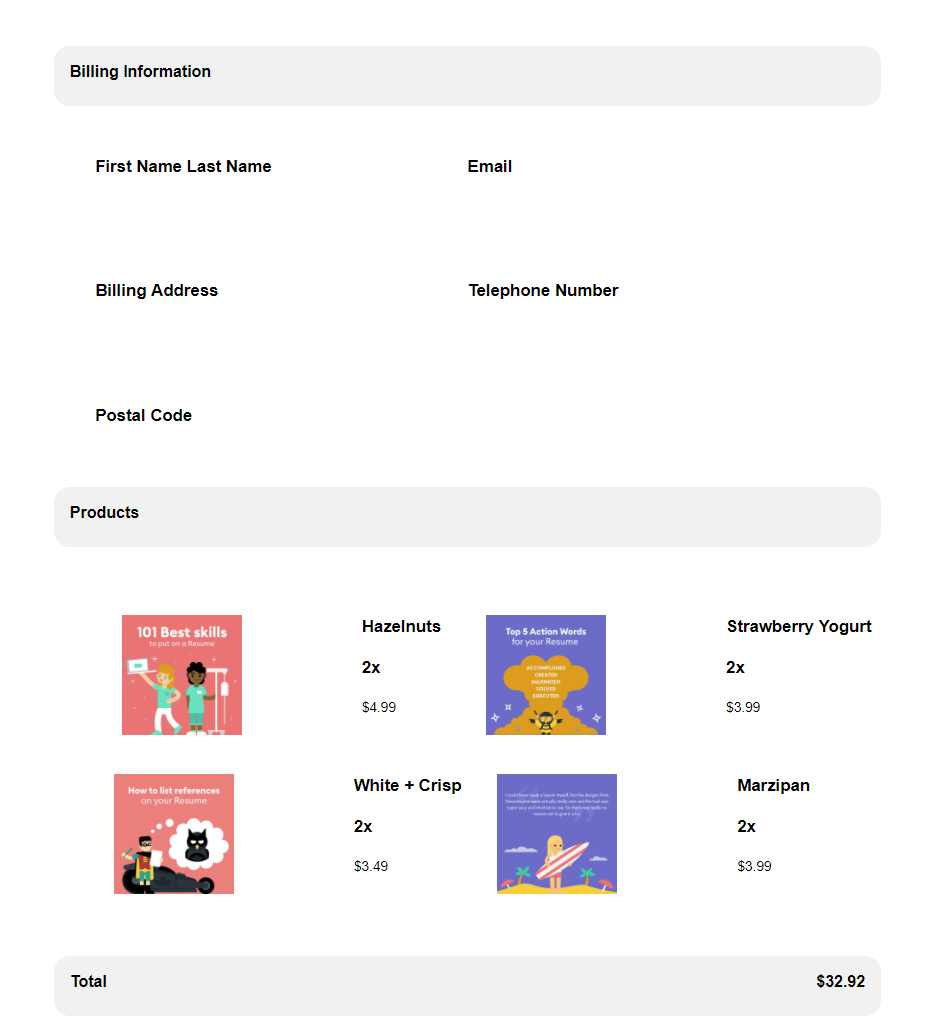 Billing Information
First Name Last Name
Email
Billing Address
Telephone Number
Postal Code
Products
101 Best skills
to put on a Resume
Hazelnuts
2x
$4.99
Top 5 Action Words
for your Resume
ACCOMPLISHED
CREATED
MAXIMIZED
SOLVED
EXECUTED
Strawberry Yogurt
2x
$3.99
How to list references
on your Resume
White + Crisp
2x
$3.49
Marzipan
2x
$3.99
Total
$32.92